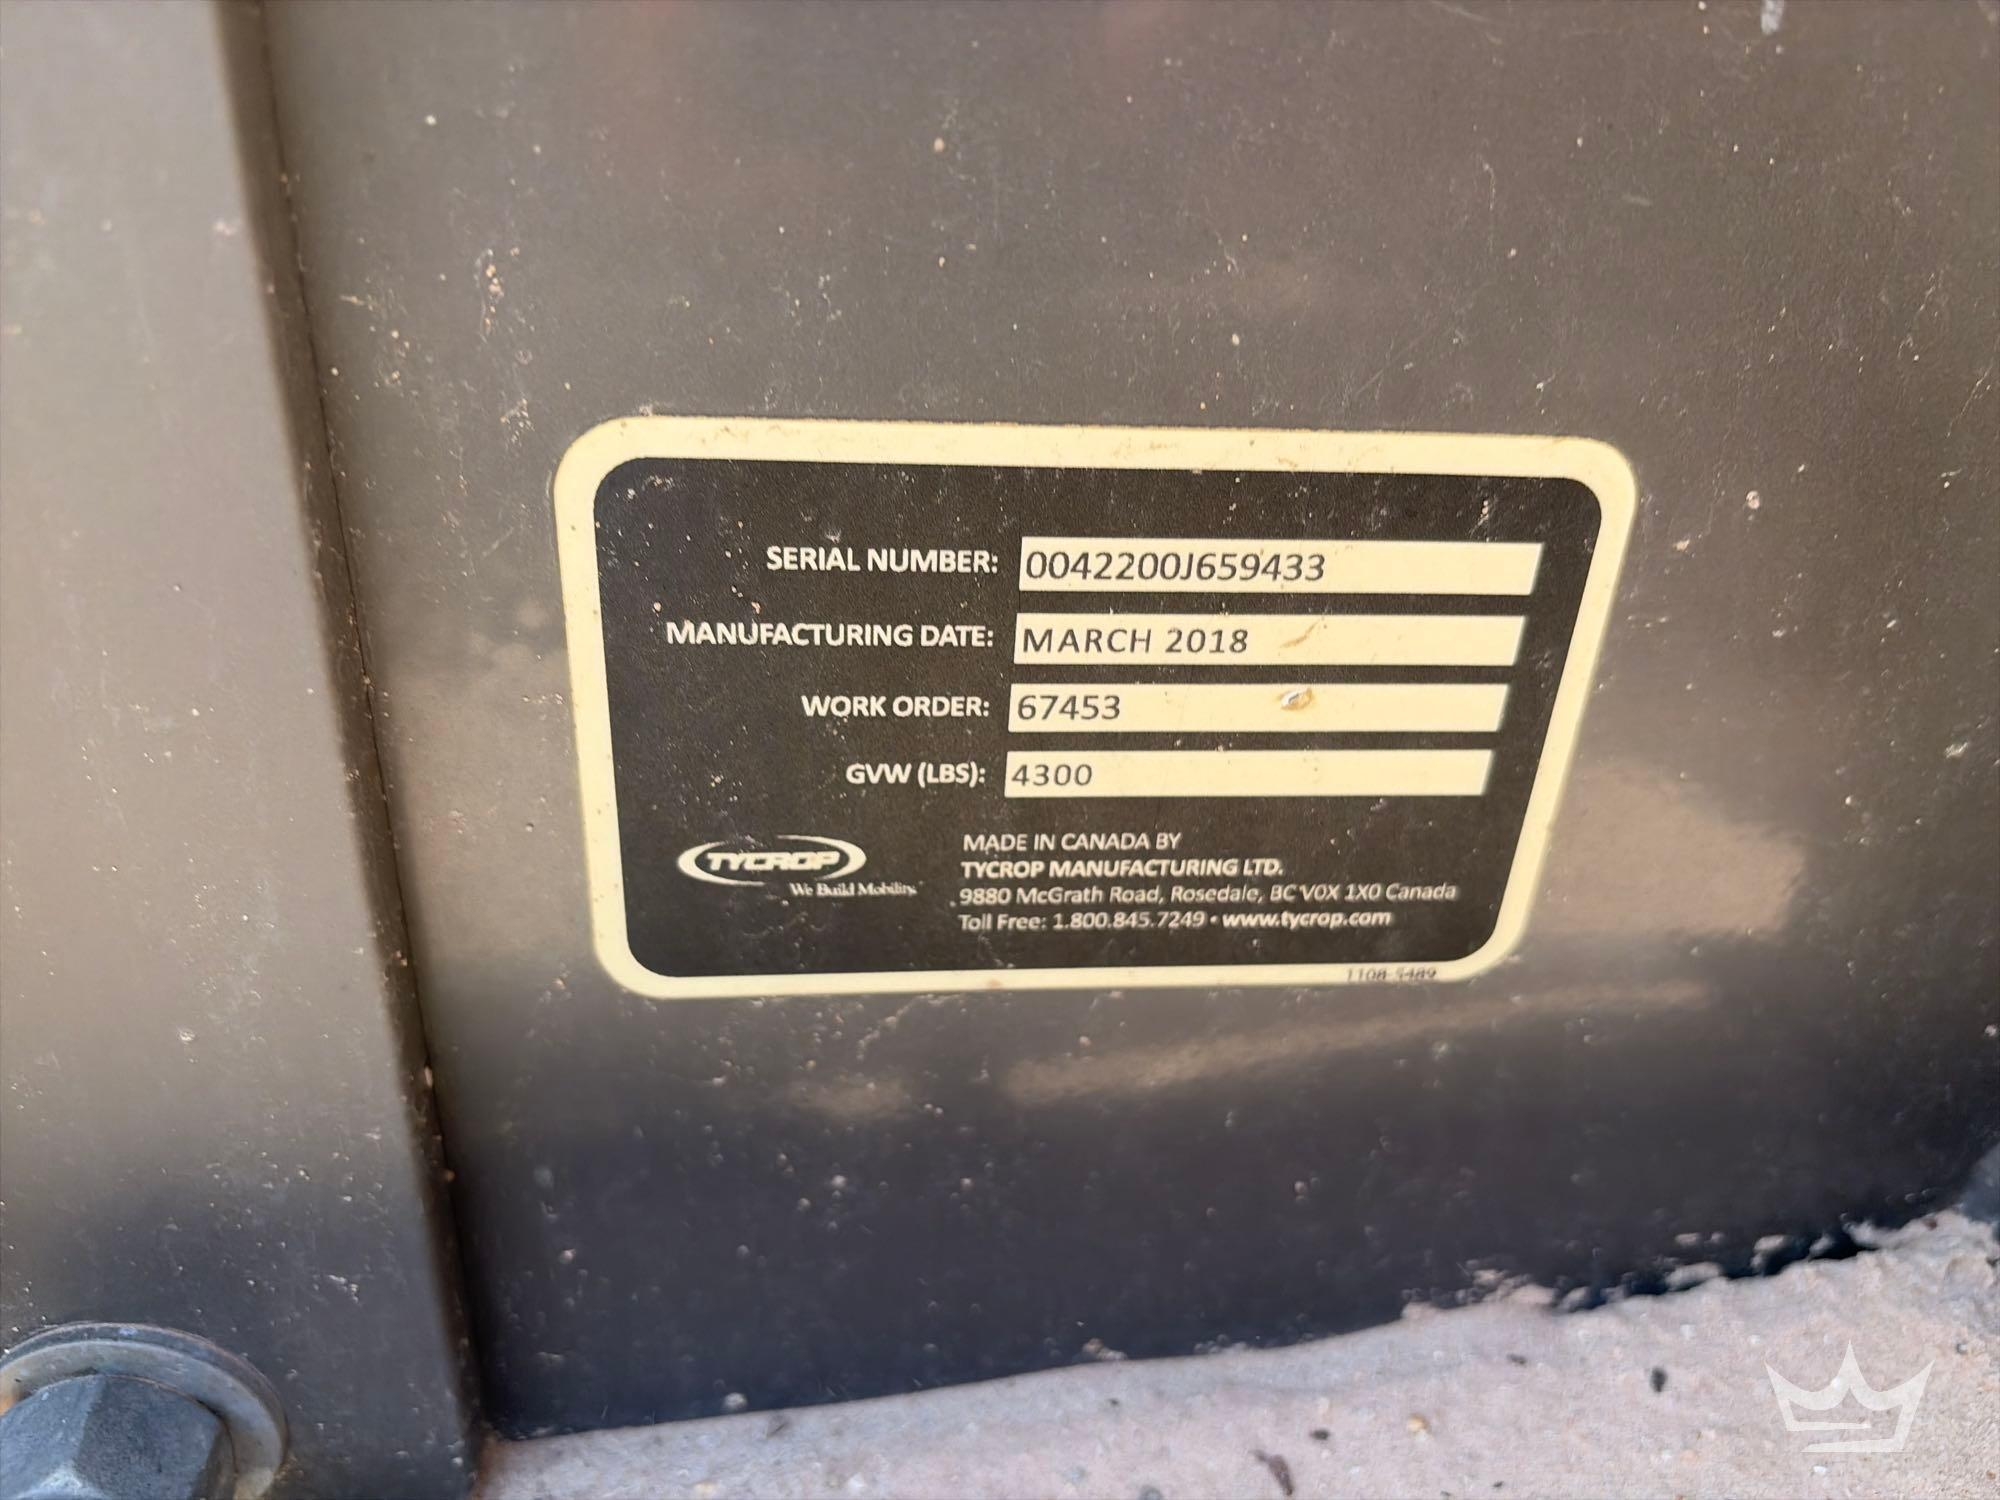 SERIAL NUMBER: 0042200J659433
MANUFACTURING DATE: MARCH 2018
WORK ORDER: 67453
GVW (LBS): 4300
TYCROP
We Build Mobility.
MADE IN CANADA BY
TYCROP MANUFACTURING LTD.
9880 McGrath Road, Rosedale, BC V0X 1X0 Canada
Toll Free: 1.800.845.7249 • www.tycrop.com
1108-5489